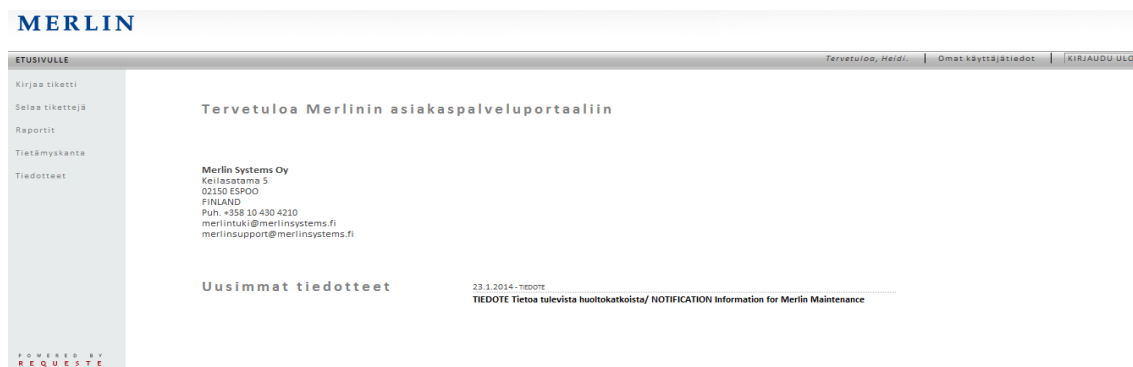 MERLIN
ETUSIVULLE
Tervetuloa, Heidi. | Omat käyttäjätiedot | KIRJAUDU ULO
Kirjaa tiketti
Selaa tikettejä
Raportit
Tietämyskanta
Tiedotteet
Tervetuloa Merlinin asiakaspalveluportaaliin
Merlin Systems Oy
Keilasatama 5
02150 ESPOO
FINLAND
Puh. +358 10 430 4210
merlintuki@merlinsystems.fi
merlinsupport@merlinsystems.fi
Uusimmat tiedotteet
23.1.2014 - TIEDOTE
TIEDOTE Tietoa tulevista huoltokatkoista/ NOTIFICATION Information for Merlin Maintenance
POWERED BY
REQUESTE